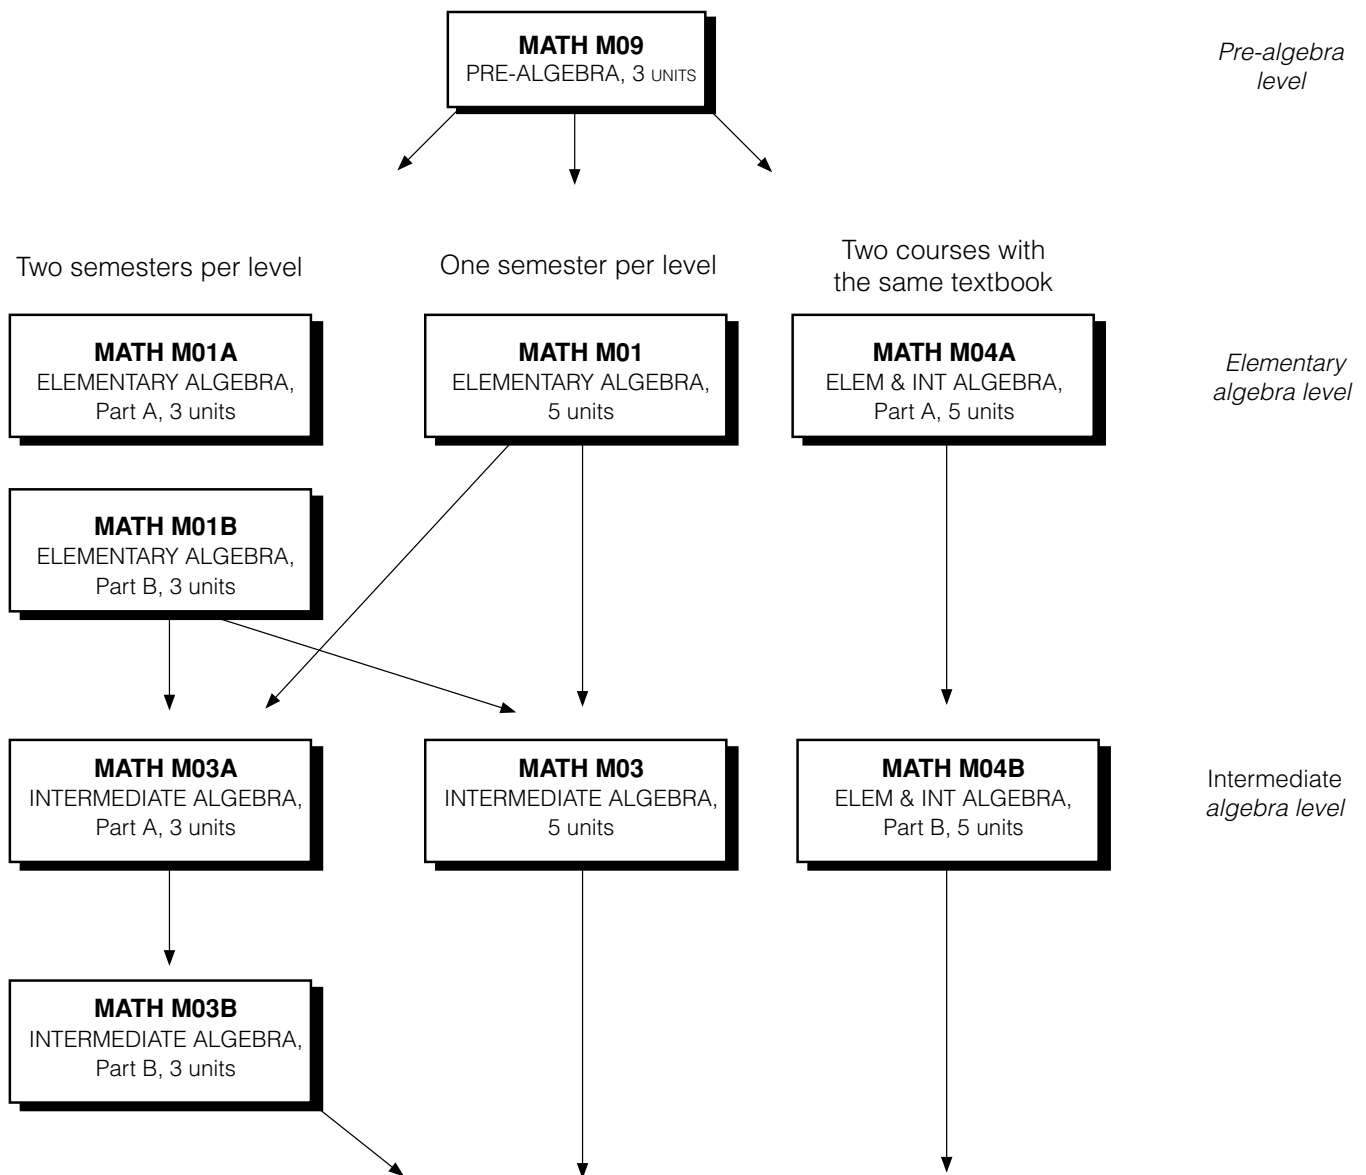 MATH M09
PRE-ALGEBRA, 3 UNITS
Pre-algebra
level
Two semesters per level
One semester per level
Two courses with
the same textbook
MATH M01A
ELEMENTARY ALGEBRA,
Part A, 3 units
MATH M01
ELEMENTARY ALGEBRA,
5 units
MATH M04A
ELEM & INT ALGEBRA,
Part A, 5 units
Elementary
algebra level
MATH M01B
ELEMENTARY ALGEBRA,
Part B, 3 units
MATH M03A
INTERMEDIATE ALGEBRA,
Part A, 3 units
MATH M03
INTERMEDIATE ALGEBRA,
5 units
MATH M04B
ELEM & INT ALGEBRA,
Part B, 5 units
Intermediate
algebra level
MATH M03B
INTERMEDIATE ALGEBRA,
Part B, 3 units